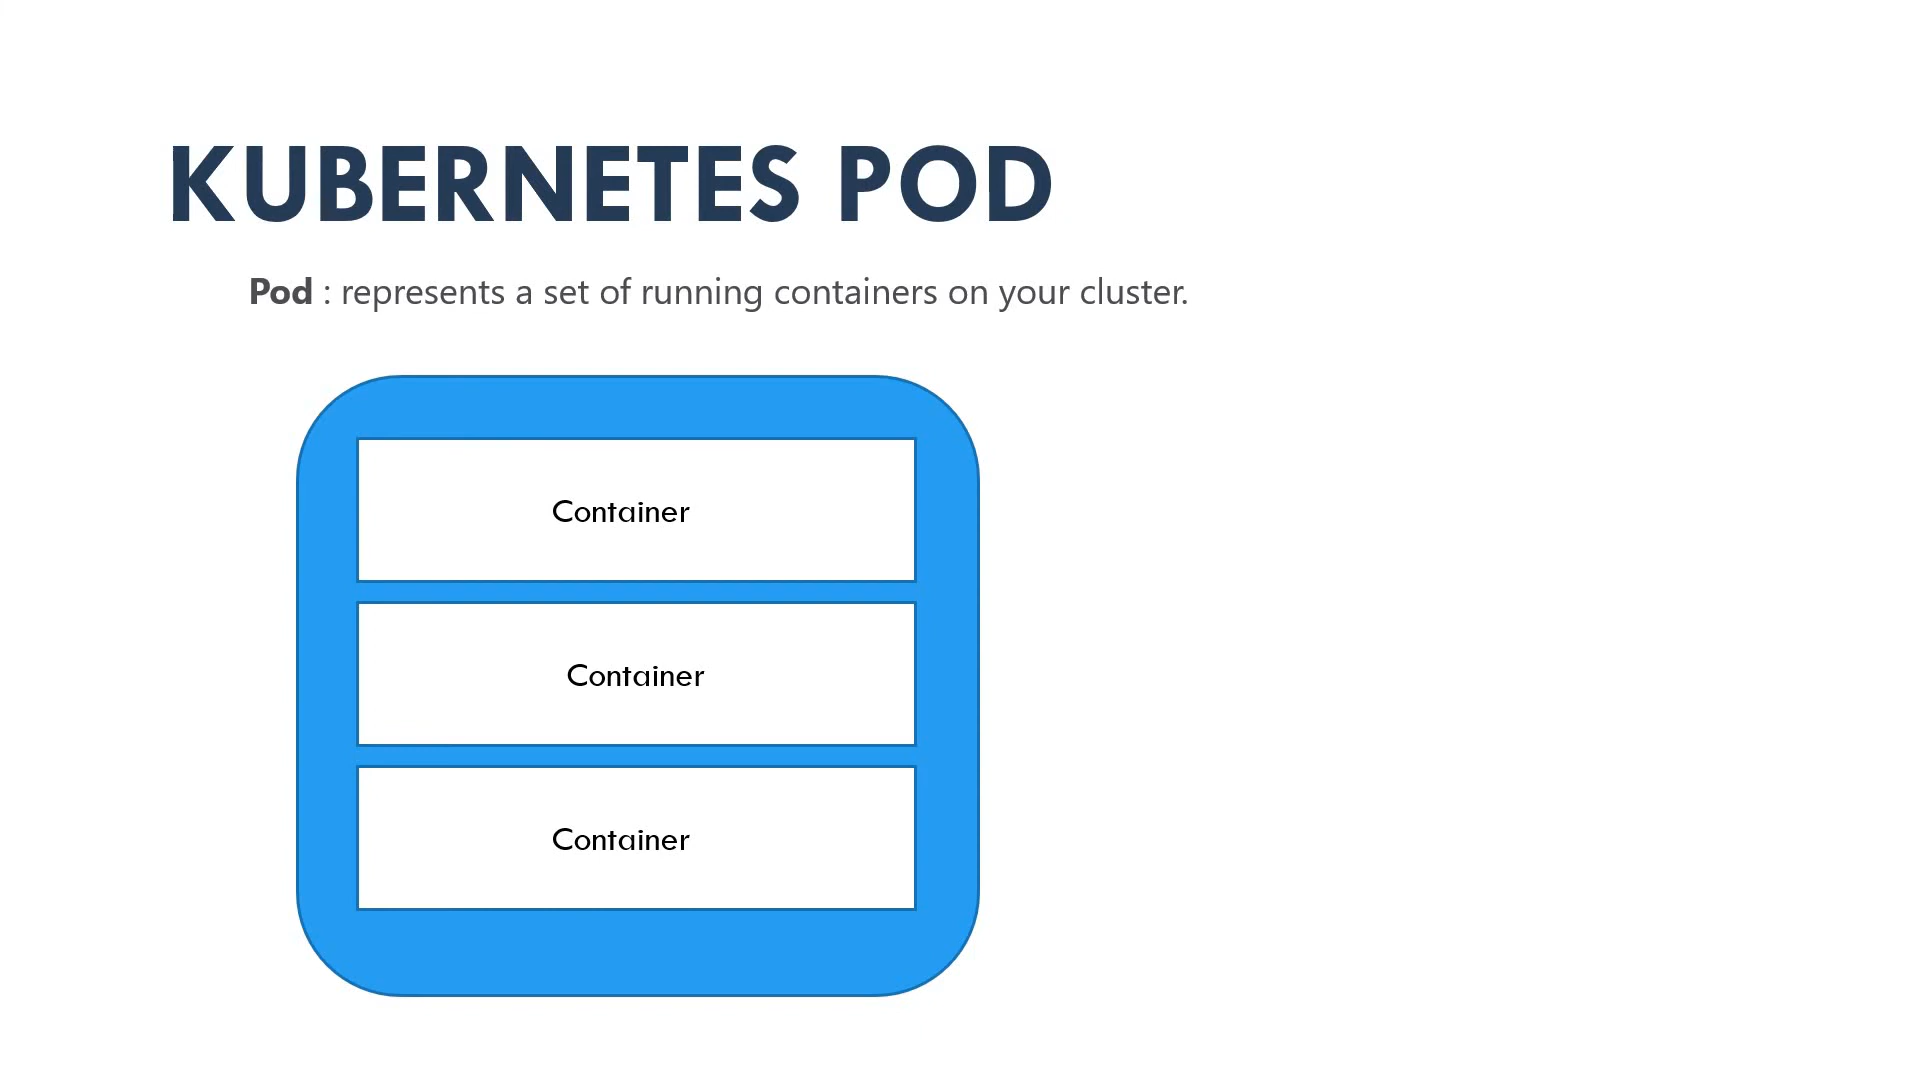 KUBERNETES POD
Pod : represents a set of running containers on your cluster.
Container
Container
Container